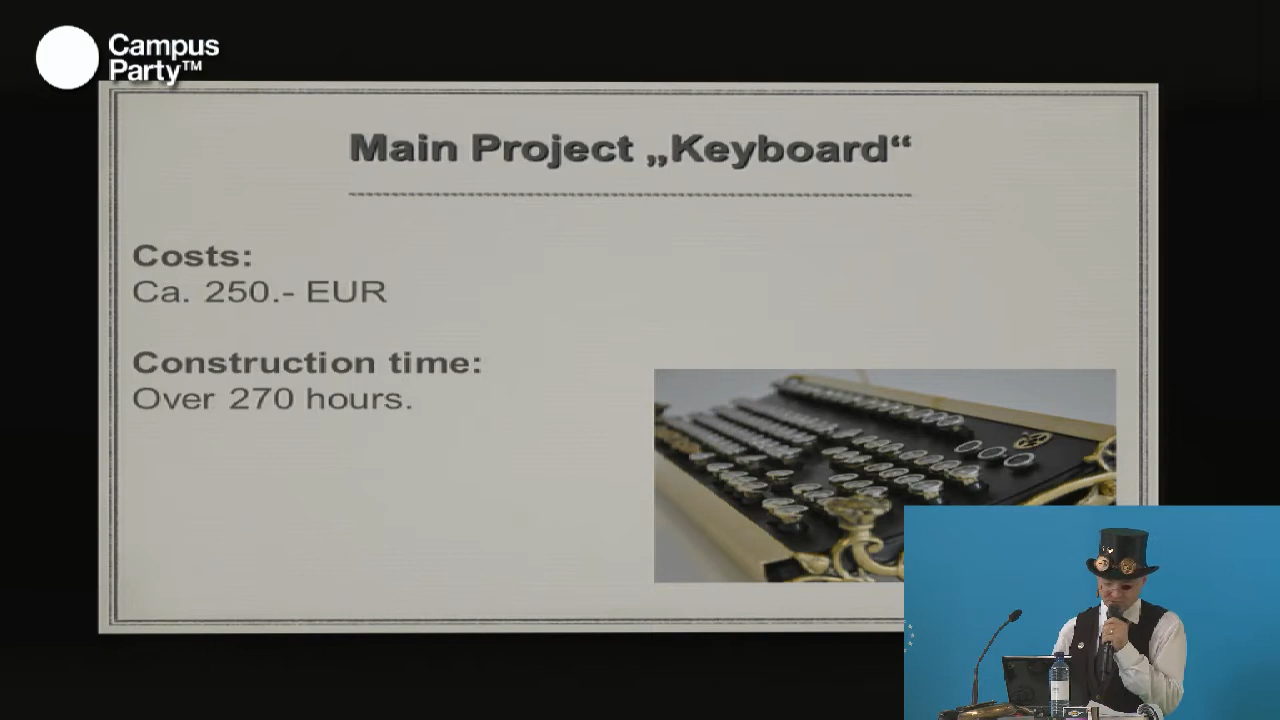 Campus
Party™
Main Project „Keyboard“
Costs:
Ca. 250.- EUR
Construction time:
Over 270 hours.